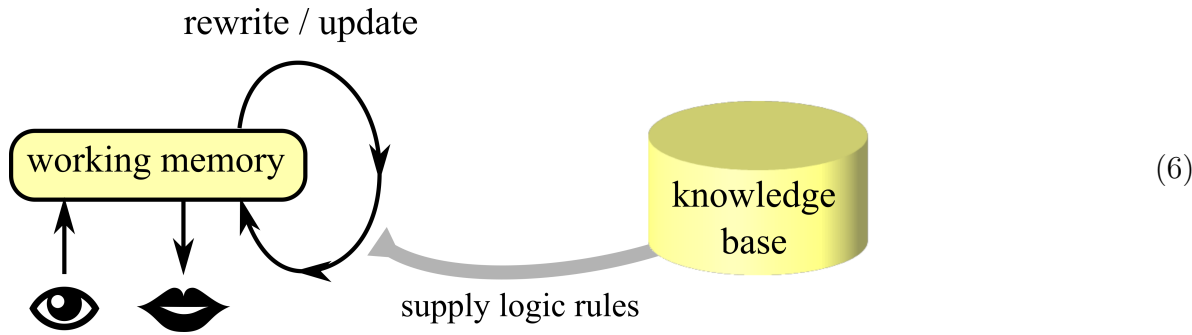 rewrite / update
working memory
knowledge
base
(6)
supply logic rules